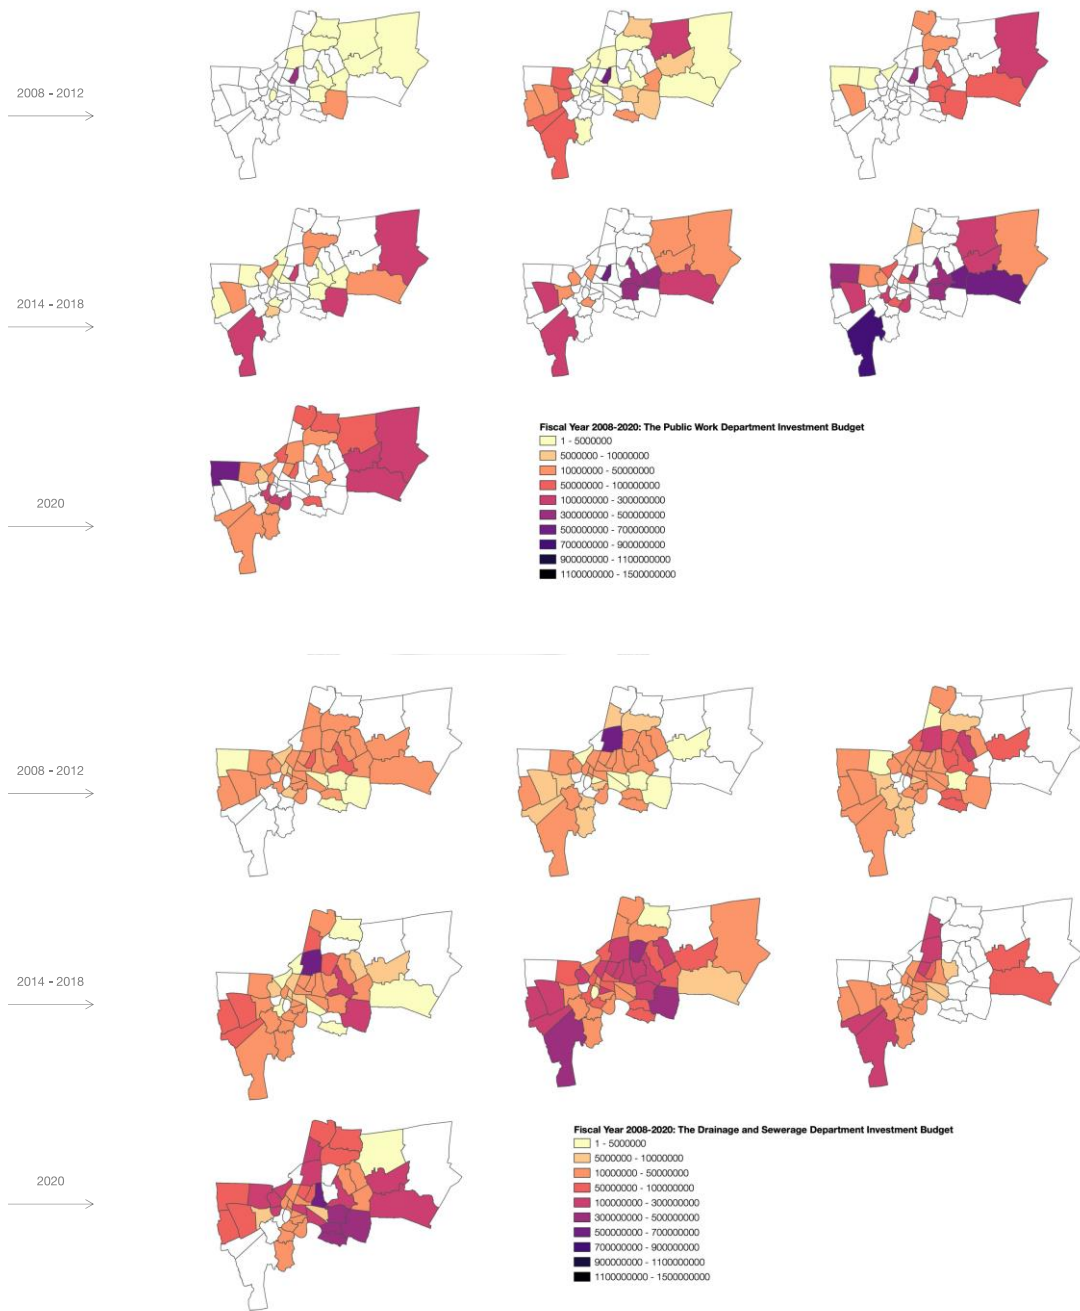 2008 - 2012
2014 - 2018
2020
Fiscal Year 2008-2020: The Public Work Department Investment Budget
1 - 5000000
5000000 - 10000000
10000000 - 50000000
50000000 - 100000000
100000000 - 300000000
300000000 - 500000000
500000000 - 700000000
700000000 - 900000000
900000000 - 1100000000
1100000000 - 1500000000
2008 - 2012
2014 - 2018
2020
Fiscal Year 2008-2020: The Drainage and Sewerage Department Investment Budget
1 - 5000000
5000000 - 10000000
10000000 - 50000000
50000000 - 100000000
100000000 - 300000000
300000000 - 500000000
500000000 - 700000000
700000000 - 900000000
900000000 - 1100000000
1100000000 - 1500000000